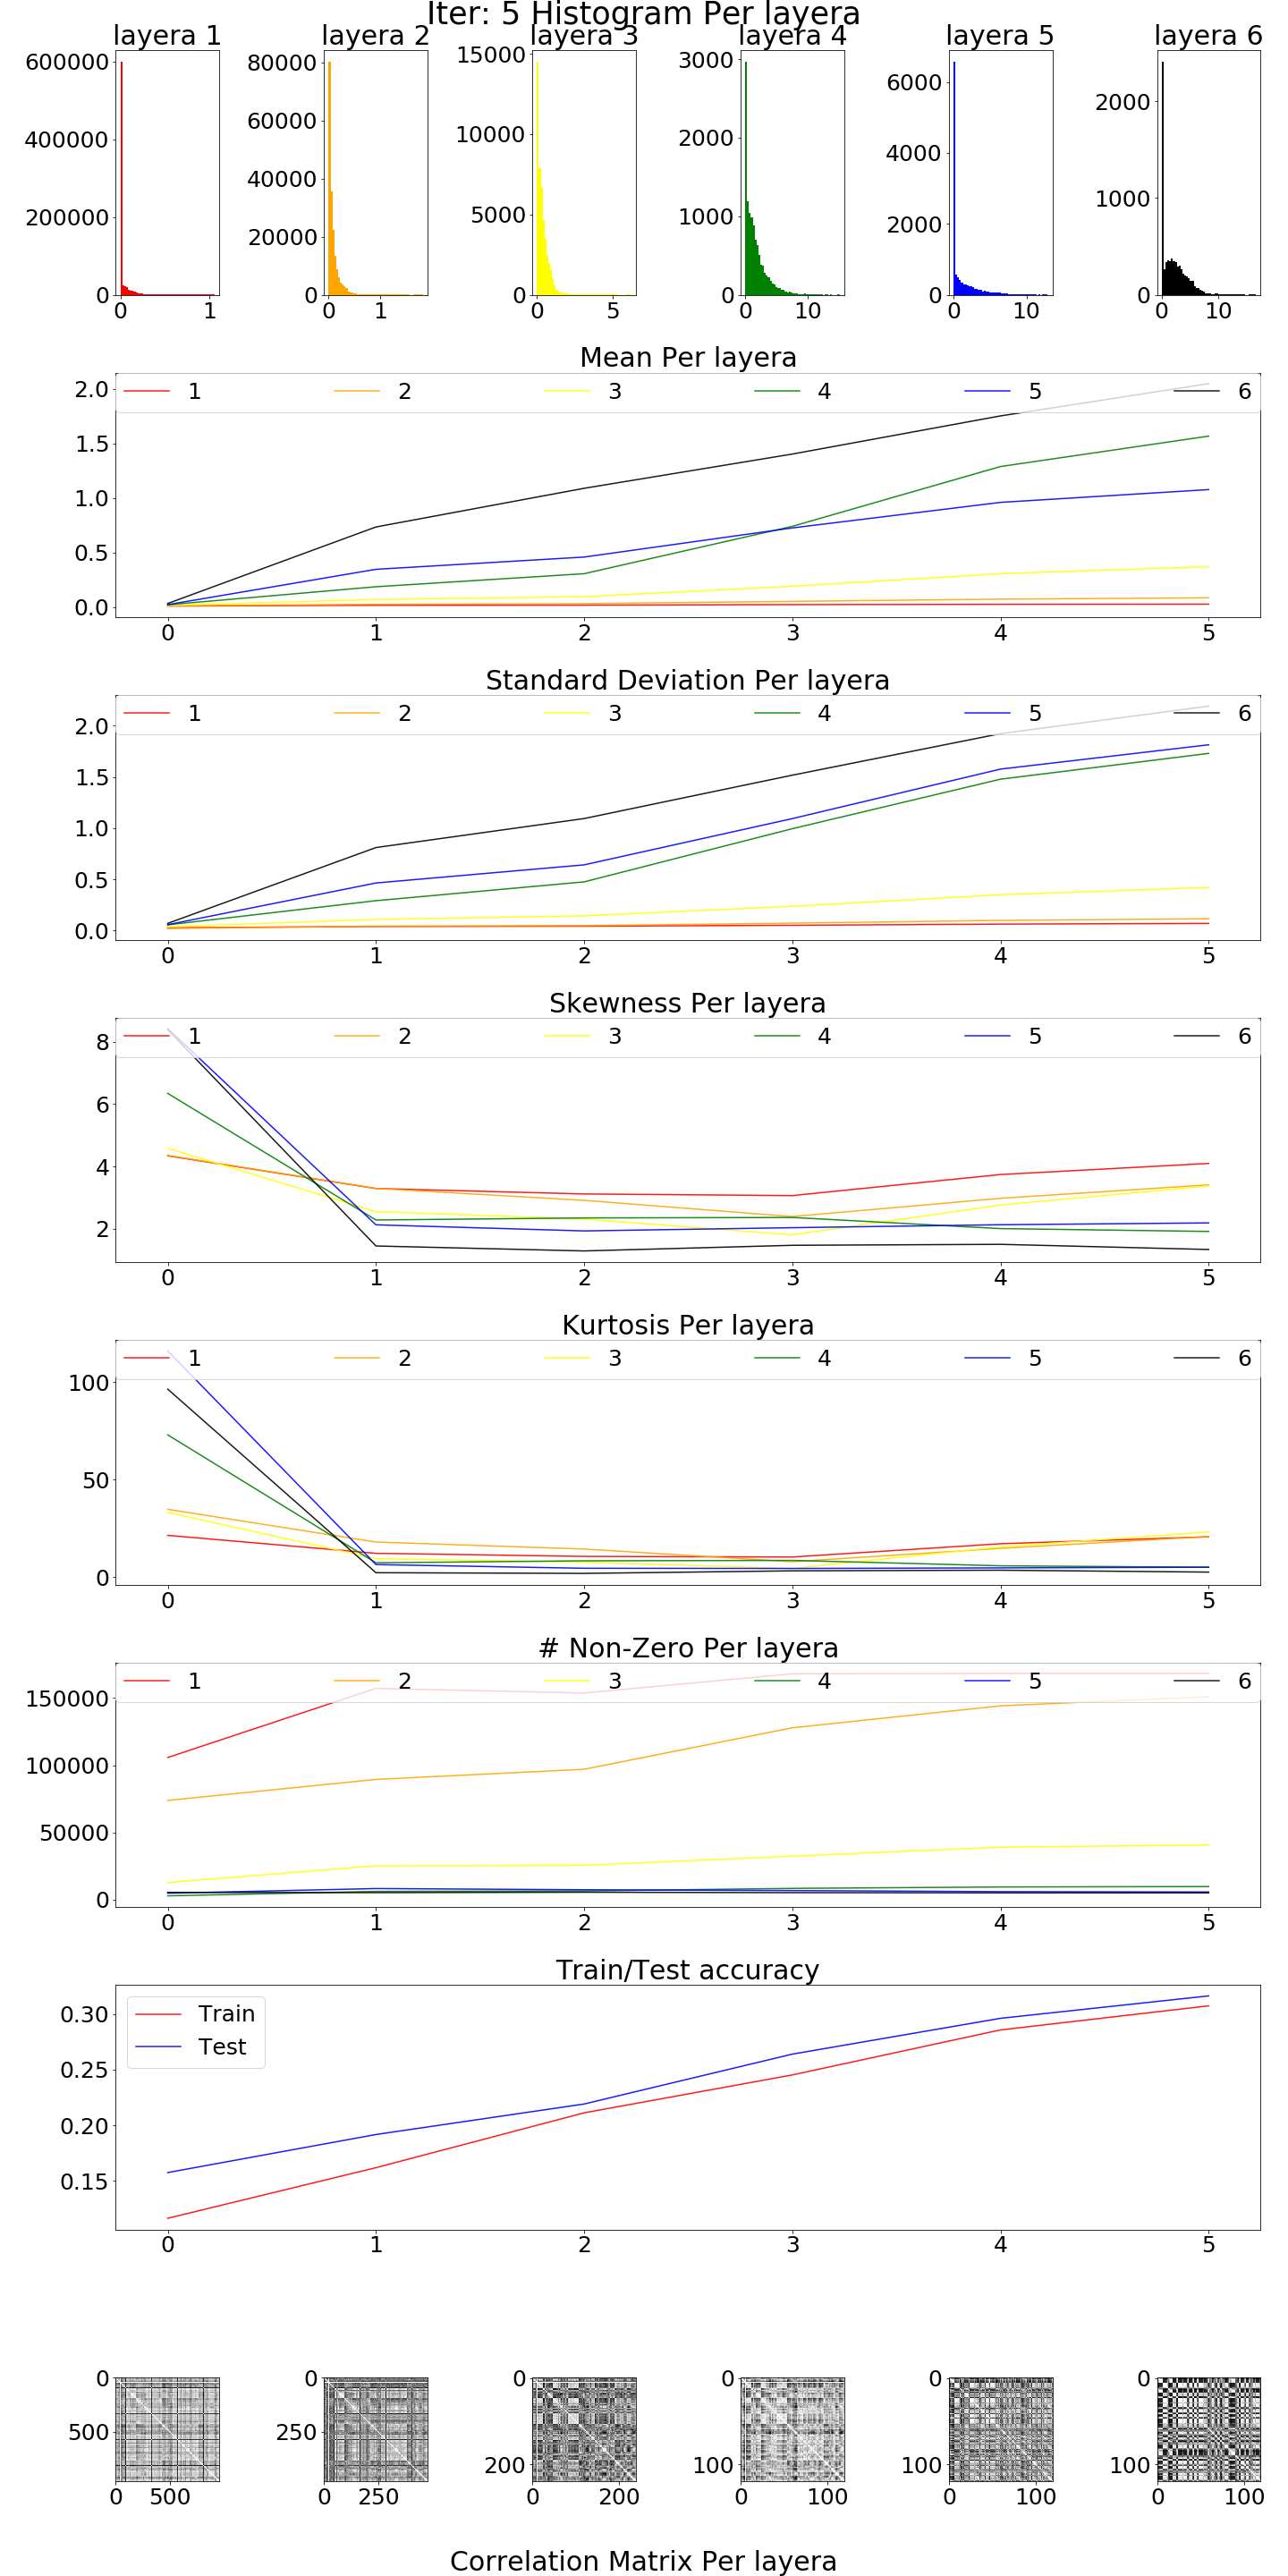 Iter: 5 Histogram Per layera
layera 1 layera 2 layera 3 layera 4 layera 5 layera 6
600000 400000 200000 0 0 1
80000 60000 40000 20000 0 0 1
15000 10000 5000 0 0 5
3000 2000 1000 0 0 10
6000 4000 2000 0 0 10
2000 1000 0 0 10
Mean Per layera
1 2 3 4 5 6
2.0
1.5
1.0
0.5
0.0
0 1 2 3 4 5
Standard Deviation Per layera
1 2 3 4 5 6
2.0
1.5
1.0
0.5
0.0
0 1 2 3 4 5
Skewness Per layera
1 2 3 4 5 6
8
6
4
2
0 1 2 3 4 5
Kurtosis Per layera
1 2 3 4 5 6
100
50
0
0 1 2 3 4 5
# Non-Zero Per layera
1 2 3 4 5 6
150000
100000
50000
0
0 1 2 3 4 5
Train/Test accuracy
Train
Test
0.30
0.25
0.20
0.15
0 1 2 3 4 5
0 500 0 500
0 250 0 250
0 200 0 200
0 100 0 100
0 100 0 100
0 100 0 100
Correlation Matrix Per layera